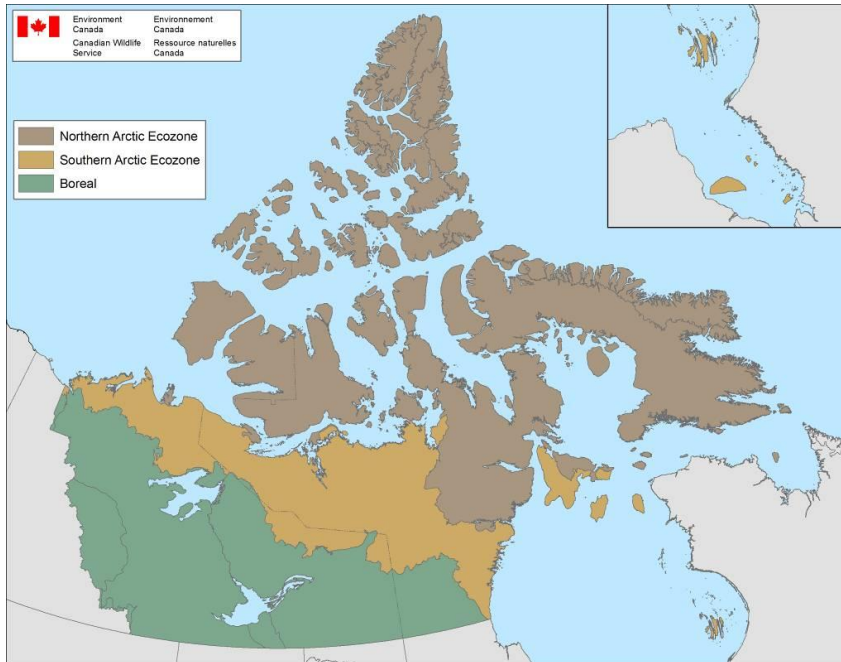 Environment
Canada
Canadian Wildlife
Service
Environnement
Canada
Ressource naturelles
Canada
Northern Arctic Ecozone
Southern Arctic Ecozone
Boreal